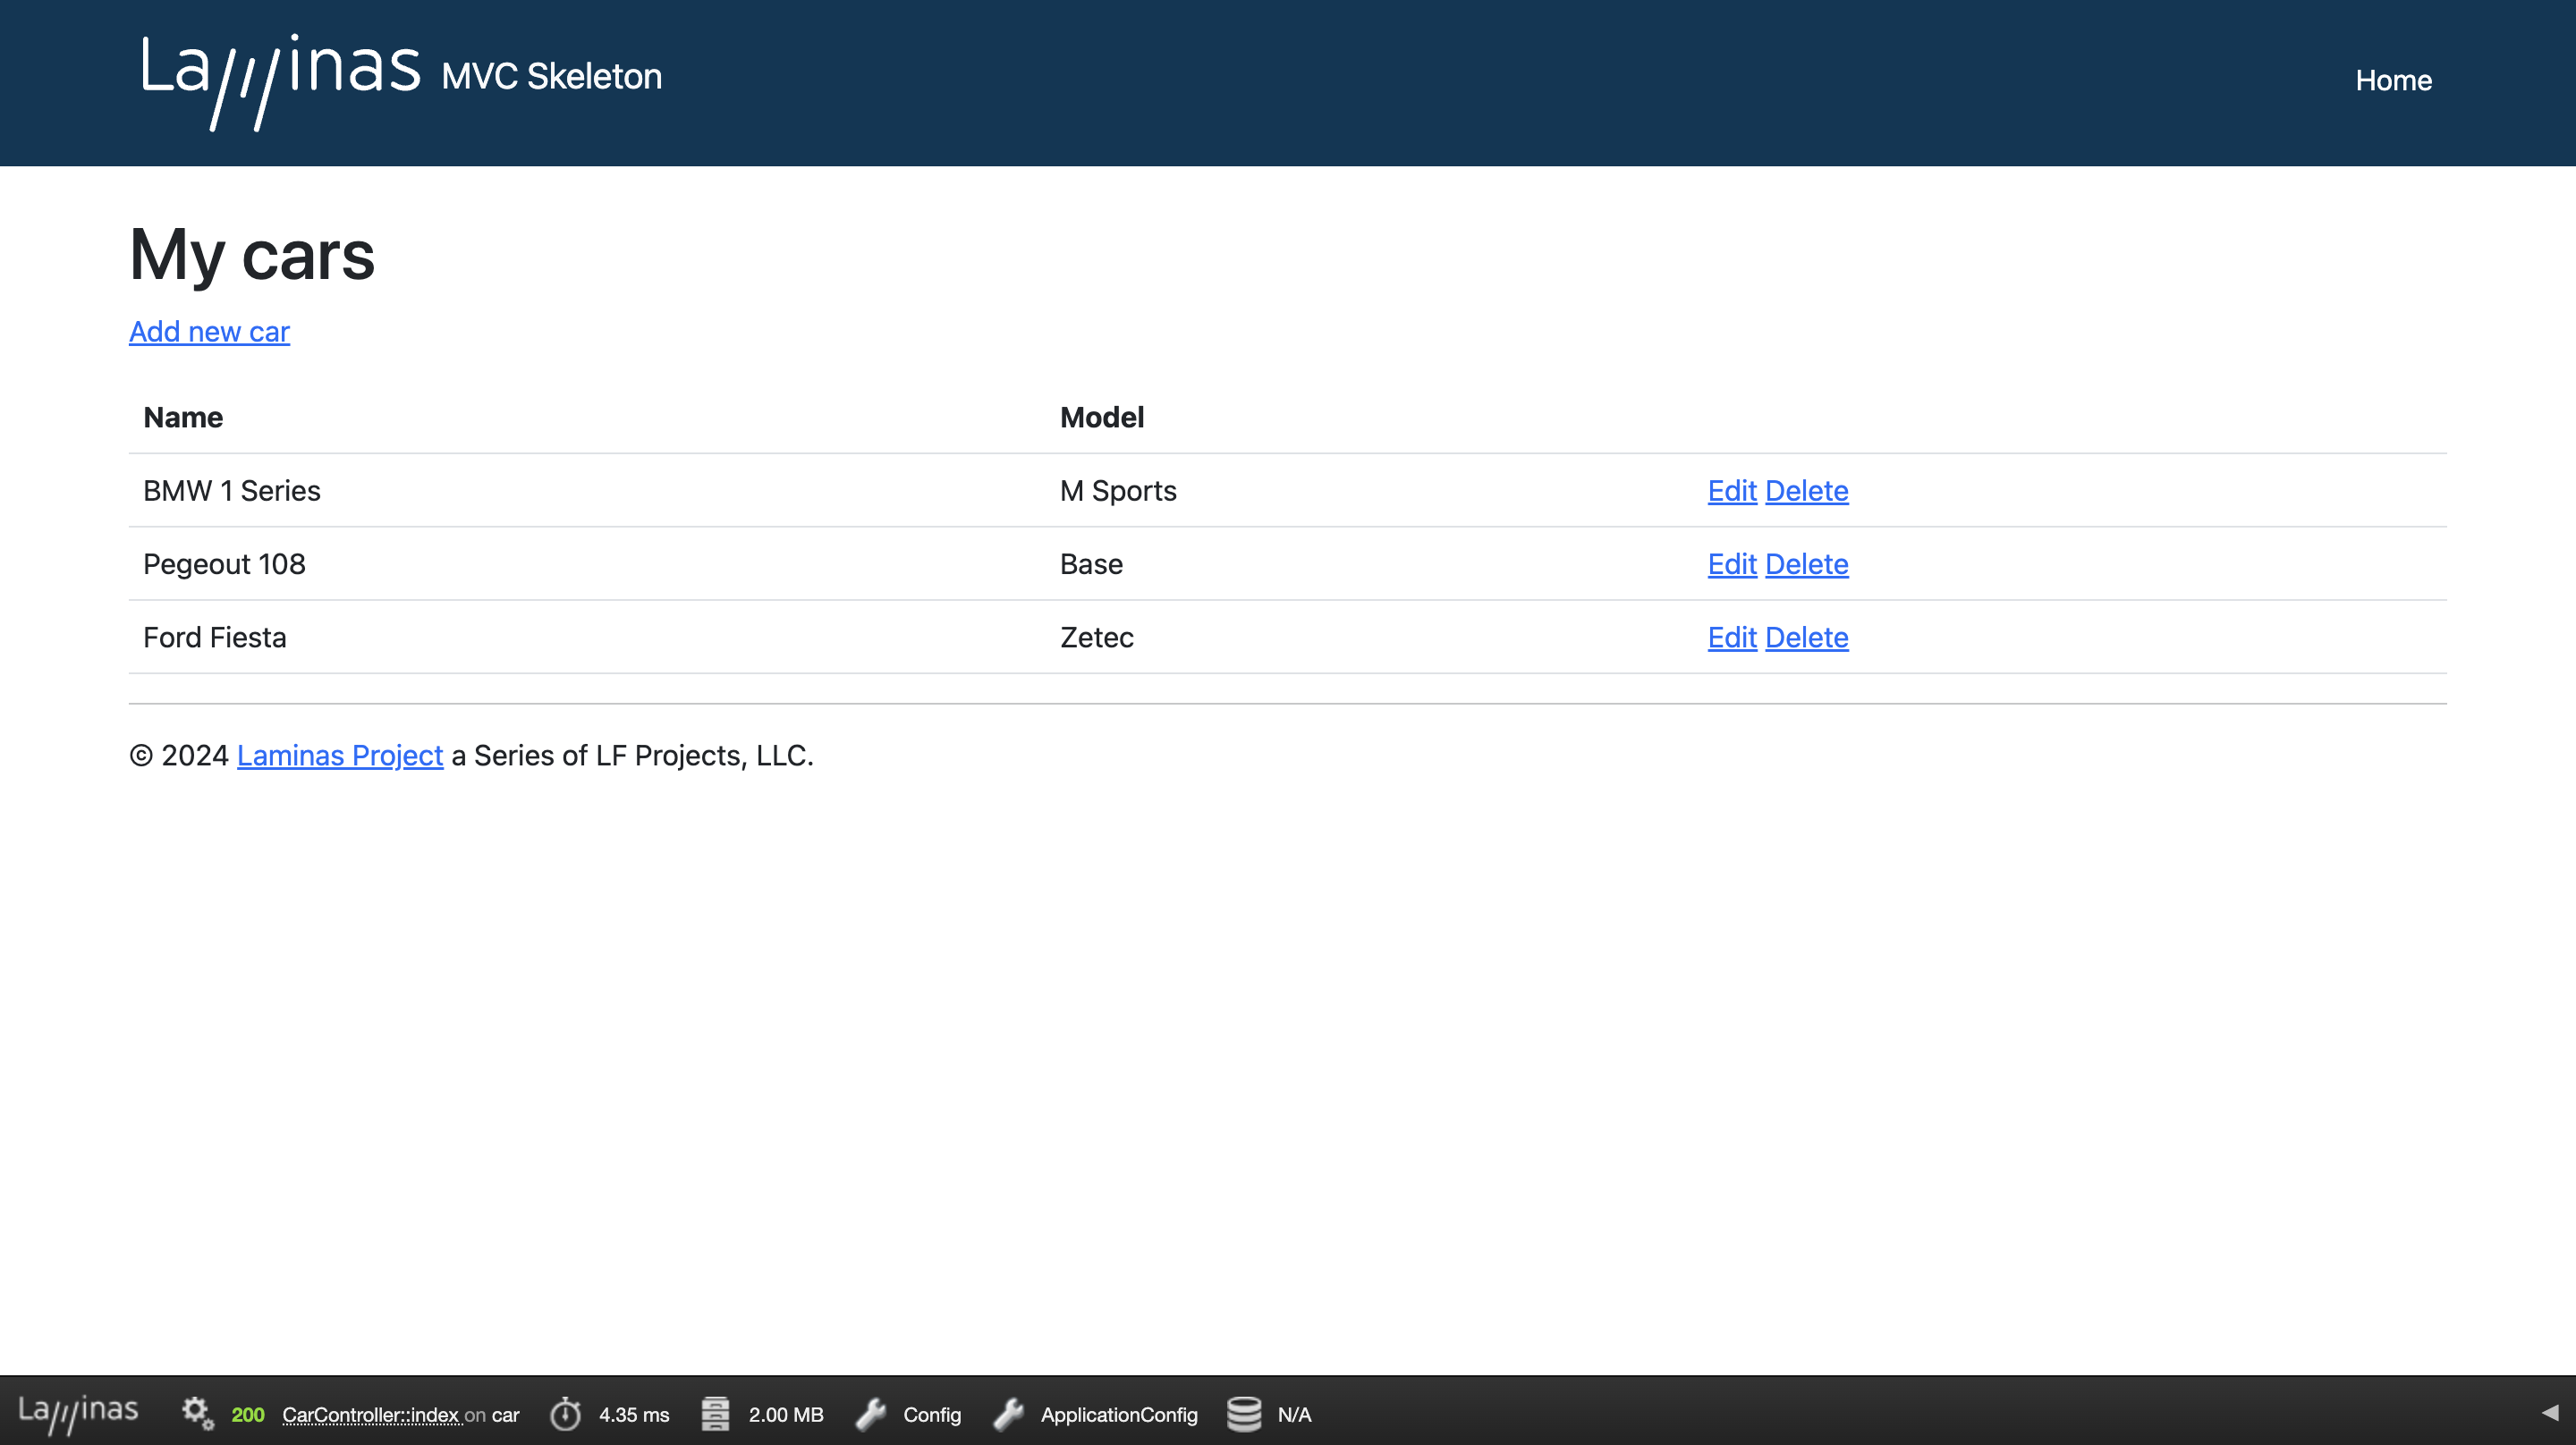 Laminas MVC Skeleton Home
My cars
Add new car
Name Model
BMW 1 Series M Sports Edit Delete
Pegeout 108 Base Edit Delete
Ford Fiesta Zetec Edit Delete
© 2024 Laminas Project a Series of LF Projects, LLC.
Laminas 200 CarController::index on car 4.35 ms 2.00 MB Config ApplicationConfig N/A